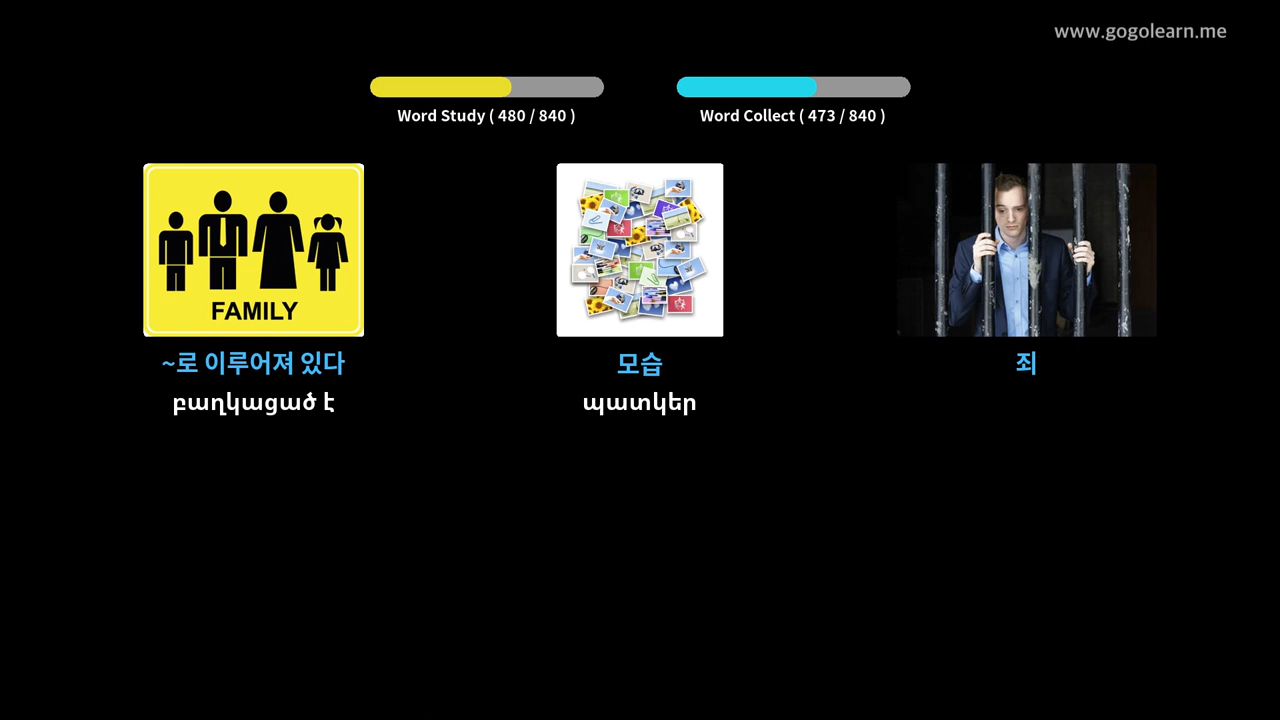 www.gogolearn.me
Word Study ( 480 / 840 )
Word Collect ( 473 / 840 )
FAMILY
~로 이루어져 있다
모습
죄
բաղկացած է
պատկեր